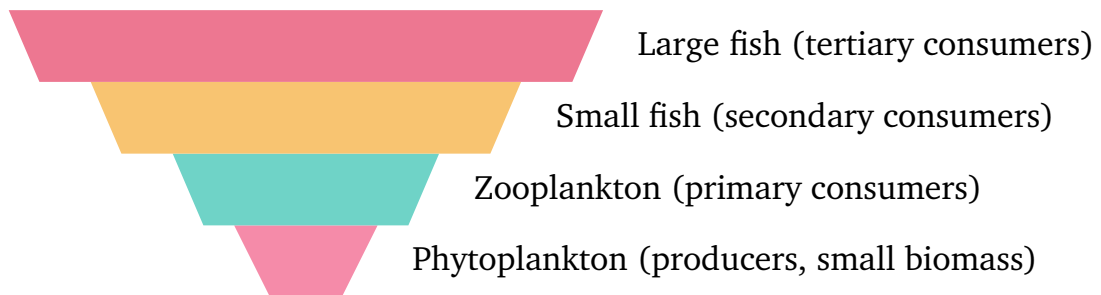 Large fish (tertiary consumers)
Small fish (secondary consumers)
Zooplankton (primary consumers)
Phytoplankton (producers, small biomass)